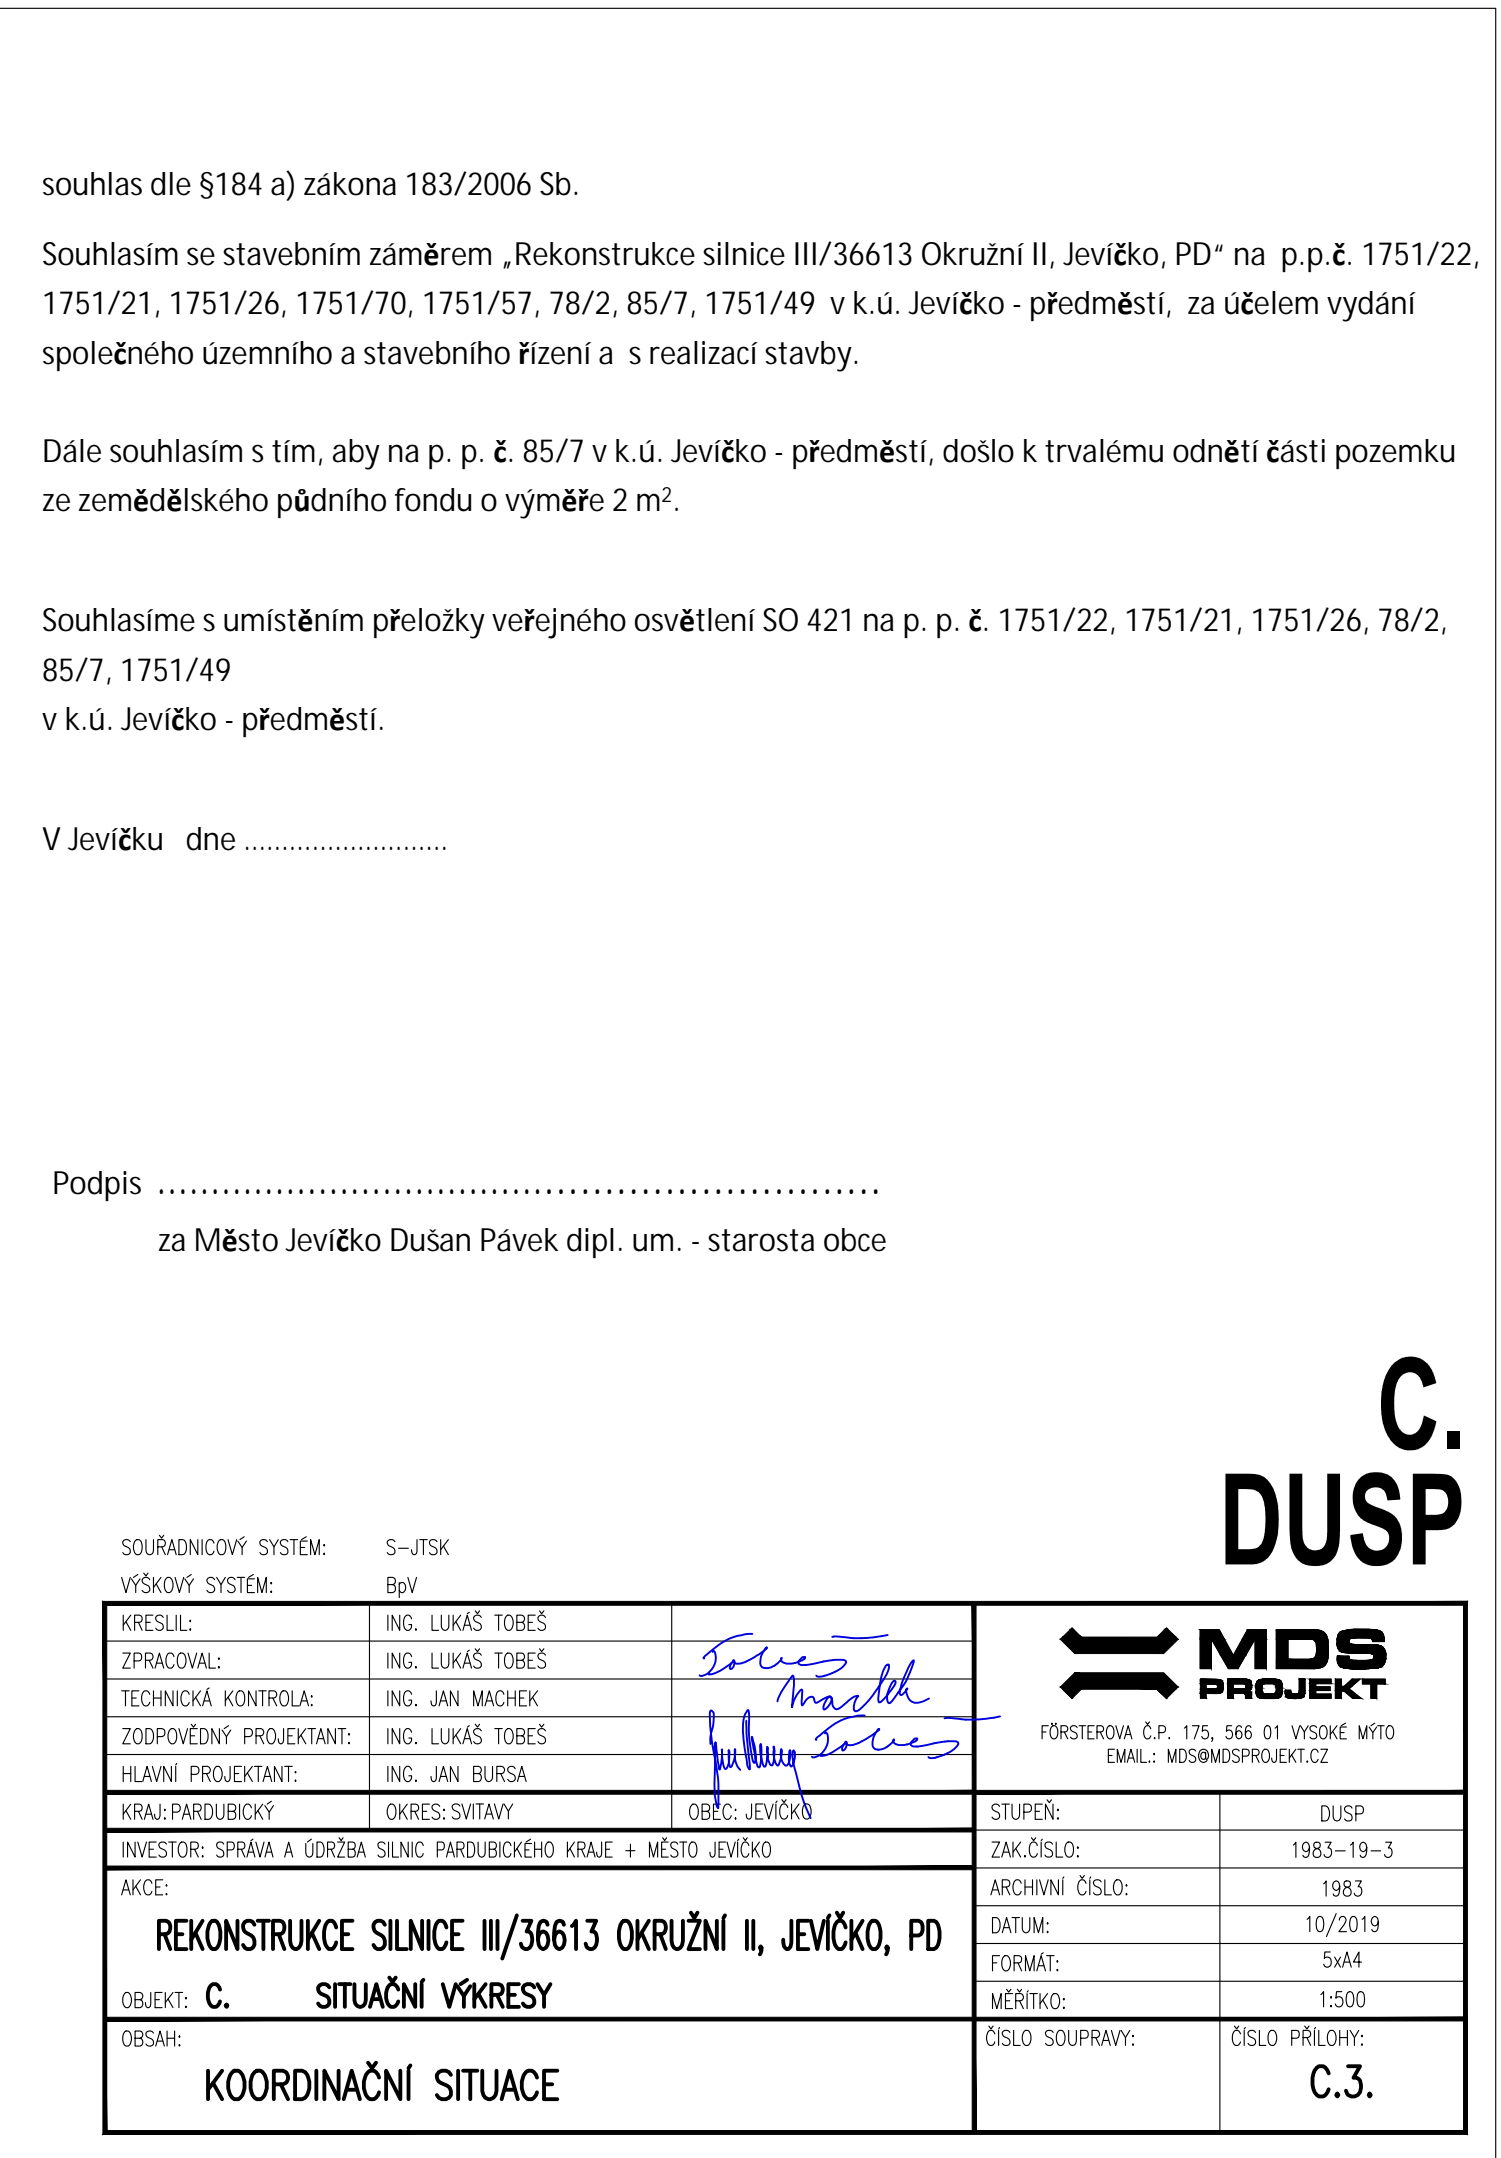 souhlas dle §184 a) zákona 183/2006 Sb.
Souhlasím se stavebním záměrem „Rekonstrukce silnice III/36613 Okružní II, Jevíčko, PD“ na p.p.č. 1751/22,
1751/21, 1751/26, 1751/70, 1751/57, 78/2, 85/7, 1751/49 v k.ú. Jevíčko - předměstí, za účelem vydání
společného územního a stavebního řízení a s realizací stavby.
Dále souhlasím s tím, aby na p. p. č. 85/7 v k.ú. Jevíčko - předměstí, došlo k trvalému odnětí části pozemku
ze zemědělského půdního fondu o výměře 2 m².
Souhlasíme s umístěním přeložky veřejného osvětlení SO 421 na p. p. č. 1751/22, 1751/21, 1751/26, 78/2,
85/7, 1751/49
v k.ú. Jevíčko - předměstí.
V Jevíčku dne ...........................
Podpis ..................................................................
za Město Jevíčko Dušan Pávek dipl. um. - starosta obce
C.
DUSP
SOUŘADNICOVÝ SYSTÉM: S-JTSK
VÝŠKOVÝ SYSTÉM: BpV
KRESLIL: ING. LUKÁŠ TOBEŠ
ZPRACOVAL: ING. LUKÁŠ TOBEŠ Tobeš
TECHNICKÁ KONTROLA: ING. JAN MACHEK Machek
ZODPOVĚDNÝ PROJEKTANT: ING. LUKÁŠ TOBEŠ Tobeš
HLAVNÍ PROJEKTANT: ING. JAN BURSA
MDS
PROJEKT
FÖRSTEROVA Č.P. 175, 566 01 VYSOKÉ MÝTO
EMAIL.: MDS@MDSPROJEKT.CZ
KRAJ: PARDUBICKÝ OKRES: SVITAVY OBEC: JEVÍČKO
INVESTOR: SPRÁVA A ÚDRŽBA SILNIC PARDUBICKÉHO KRAJE + MĚSTO JEVÍČKO
AKCE:
REKONSTRUKCE SILNICE III/36613 OKRUŽNÍ II, JEVÍČKO, PD
OBJEKT: C. SITUAČNÍ VÝKRESY
OBSAH:
KOORDINAČNÍ SITUACE
STUPEŇ: DUSP
ZAK.ČÍSLO: 1983-19-3
ARCHIVNÍ ČÍSLO: 1983
DATUM: 10/2019
FORMÁT: 5xA4
MĚŘÍTKO: 1:500
ČÍSLO SOUPRAVY: ČÍSLO PŘÍLOHY:
C.3.